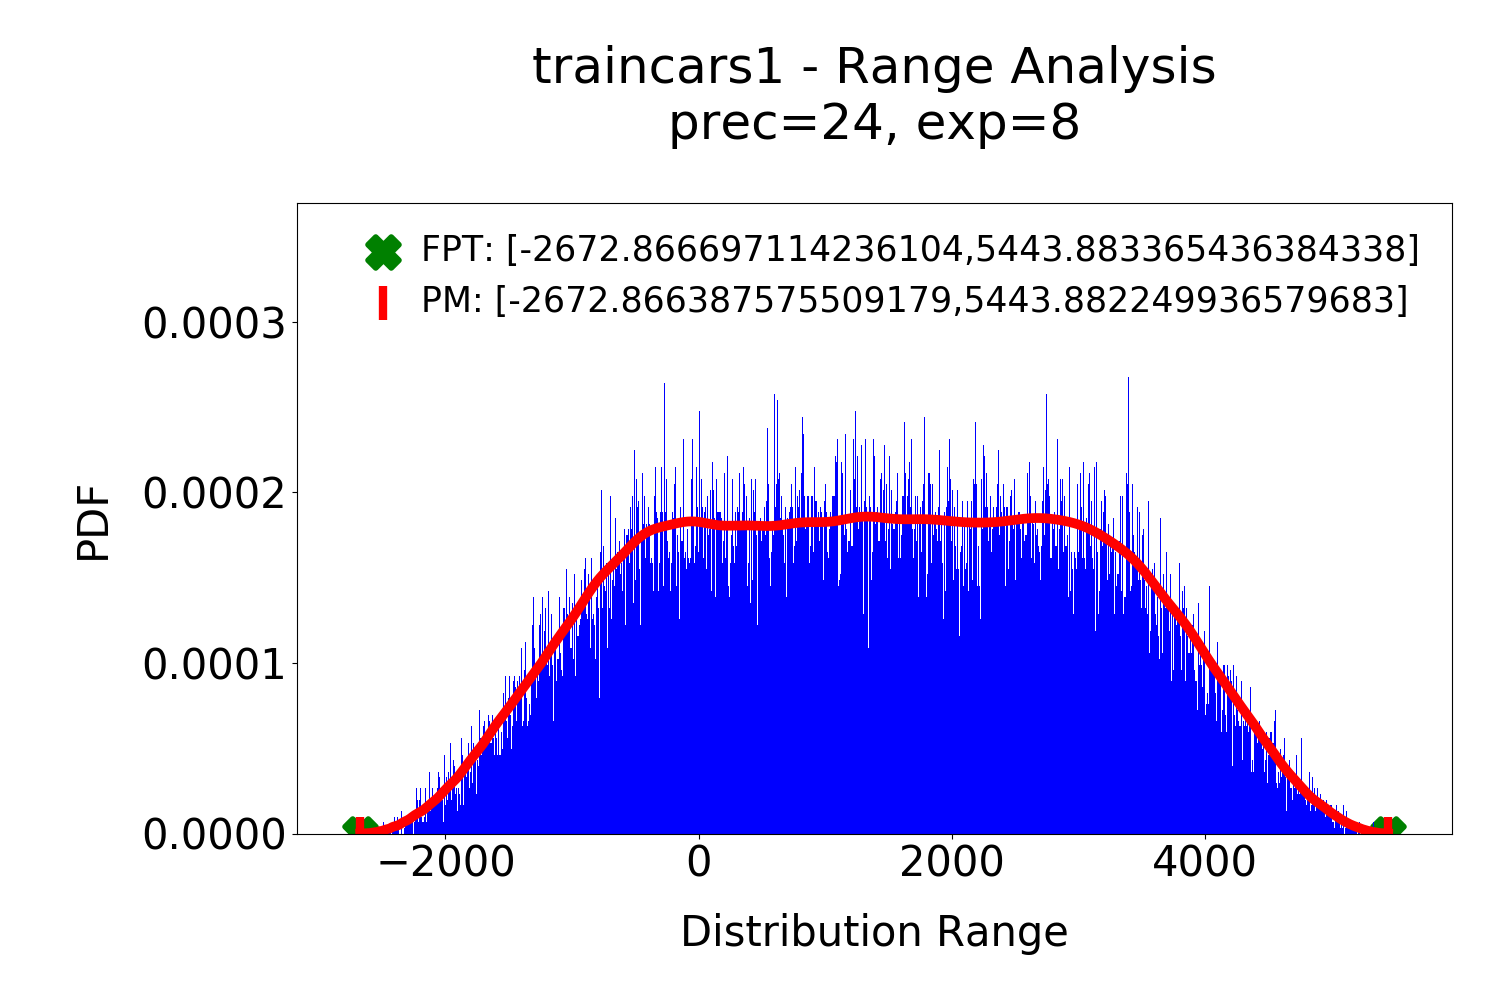 traincars1 - Range Analysis
prec=24, exp=8
FPT: [-2672.866697114236104,5443.883365436384338]
PM: [-2672.866387575509179,5443.882249936579683]
0.0003
0.0002
0.0001
0.0000
PDF
−2000
0
2000
4000
Distribution Range